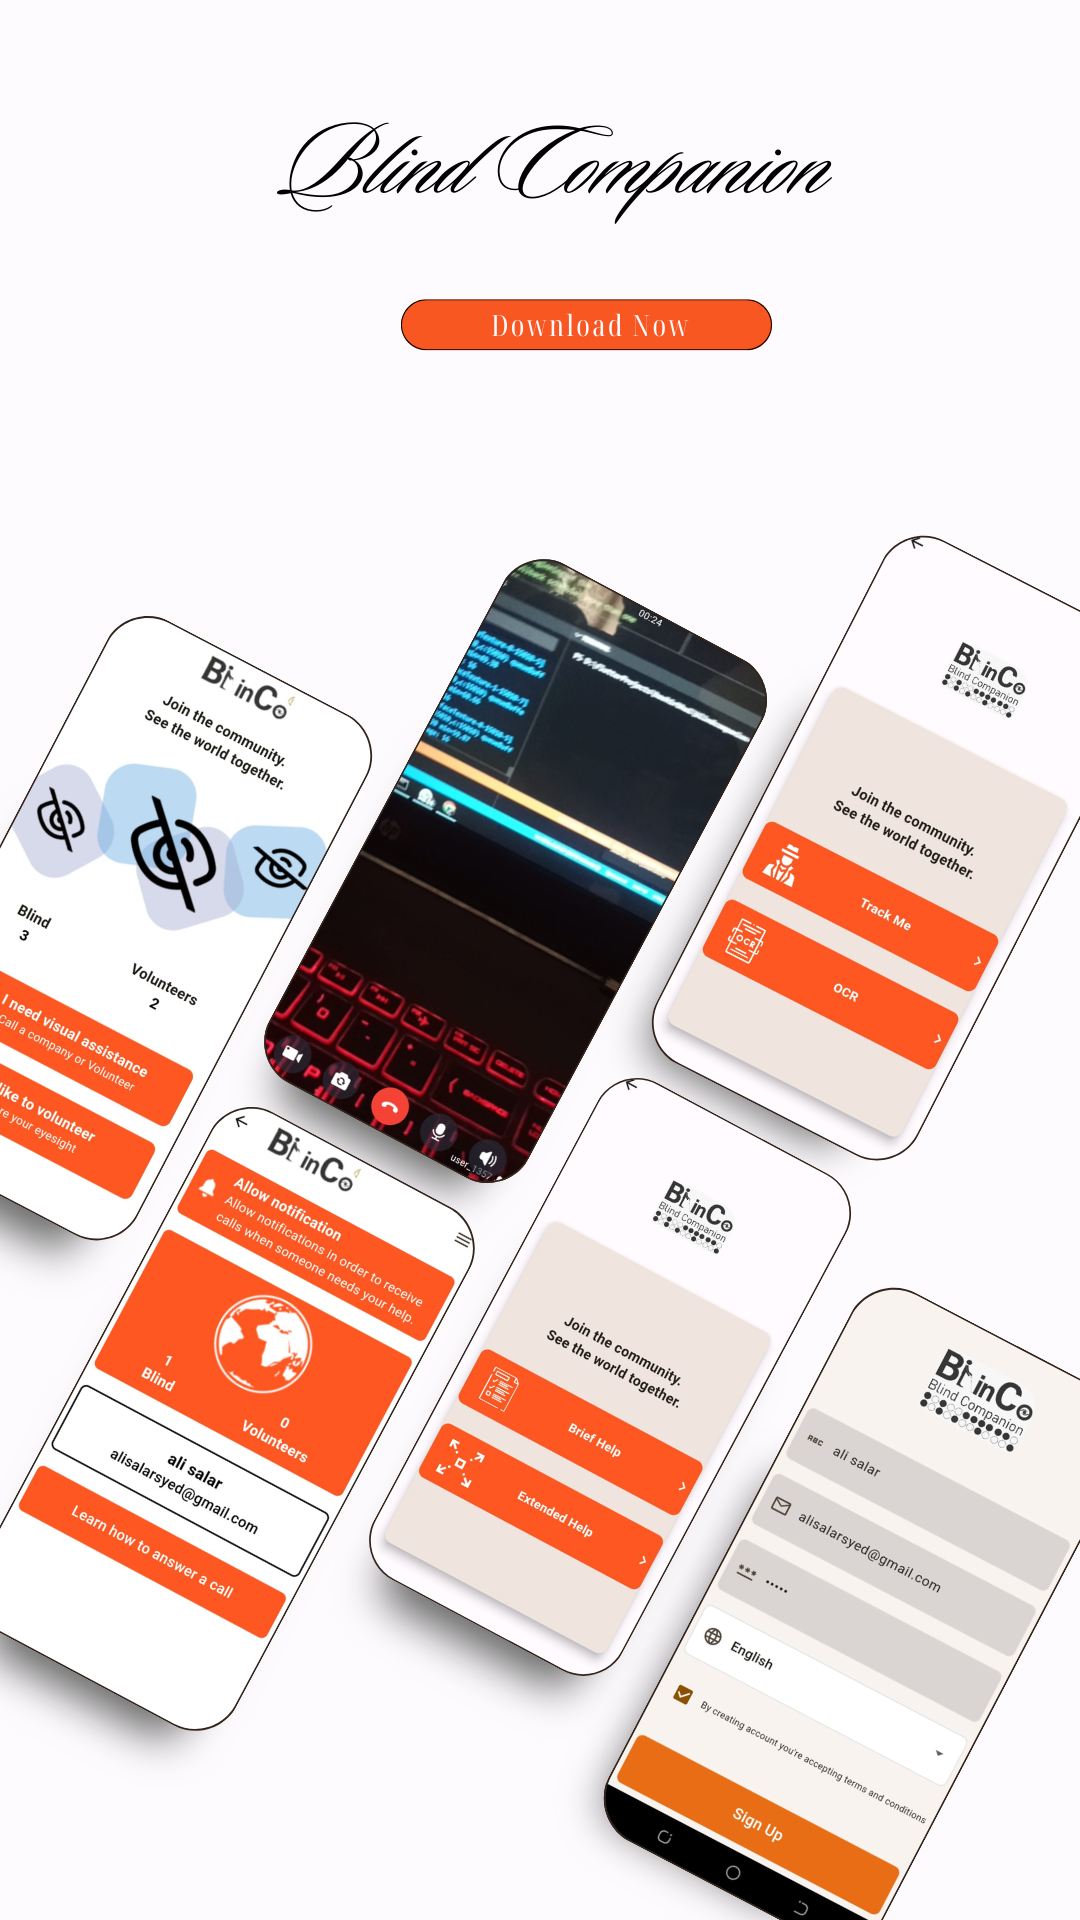 Blind Companion
Download Now
BlinCo
Join the community.
See the world together.
Blind
3
Volunteers
2
I need visual assistance
Call a company or Volunteer
like to volunteer
re your eyesight
00:24
user_1357
BlinCo
Blind Companion
Join the community.
See the world together.
Track Me
OCR
OCR
BlinCo
Allow notification
Allow notifications in order to receive
calls when someone needs your help.
1
Blind
0
Volunteers
ali salar
alisalarsyed@gmail.com
Learn how to answer a call
BlinCo
Blind Companion
Join the community.
See the world together.
Brief Help
Extended Help
BlinCo
Blind Companion
ABC ali salar
alisalarsyed@gmail.com
*** •••••
English
By creating account you're accepting terms and conditions
Sign Up